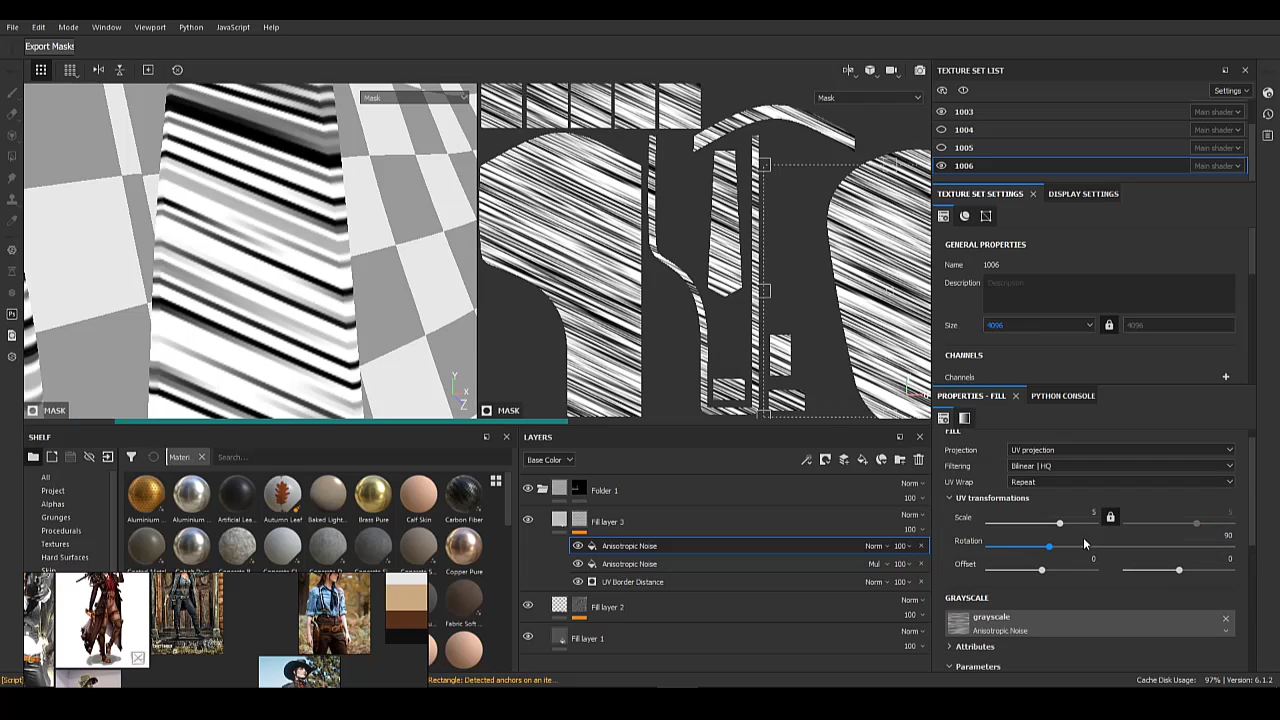 File Edit Mode Window Viewport Python JavaScript Help
Export Masks
TEXTURE SET LIST
Mask
Mask
Settings
1003 Main shader
1004 Main shader
1005 Main shader
1006 Main shader
TEXTURE SET SETTINGS DISPLAY SETTINGS
GENERAL PROPERTIES
Name 1006
Description Description
Size 4096 4096
CHANNELS
Channels
Y
X
Z
MASK
MASK
PROPERTIES - FILL PYTHON CONSOLE
FILL
Projection UV projection
Filtering Bilinear | HQ
UV Wrap Repeat
UV transformations
Scale 5 5
Rotation 90
Offset 0 0
GRAYSCALE
grayscale
Anisotropic Noise
Attributes
Parameters
SHELF
Materi Search...
All
Project
Alphas
Grunges
Procedurals
Textures
Hard Surfaces
Skin
Aluminium ... Aluminium ... Artificial Lea... Autumn Leaf Baked Light... Brass Pure Calf Skin Carbon Fiber
Copper Pure
Fabric Soft ...
LAYERS
Base Color
Folder 1 Norm 100
Fill layer 3 Norm 100
Anisotropic Noise Norm 100
Anisotropic Noise Mul 100
UV Border Distance Norm 100
Fill layer 2 Norm 100
Fill layer 1 Norm 100
[Script] Rectangle: Detected anchors on an ite...
Cache Disk Usage: 97% | Version: 6.1.2